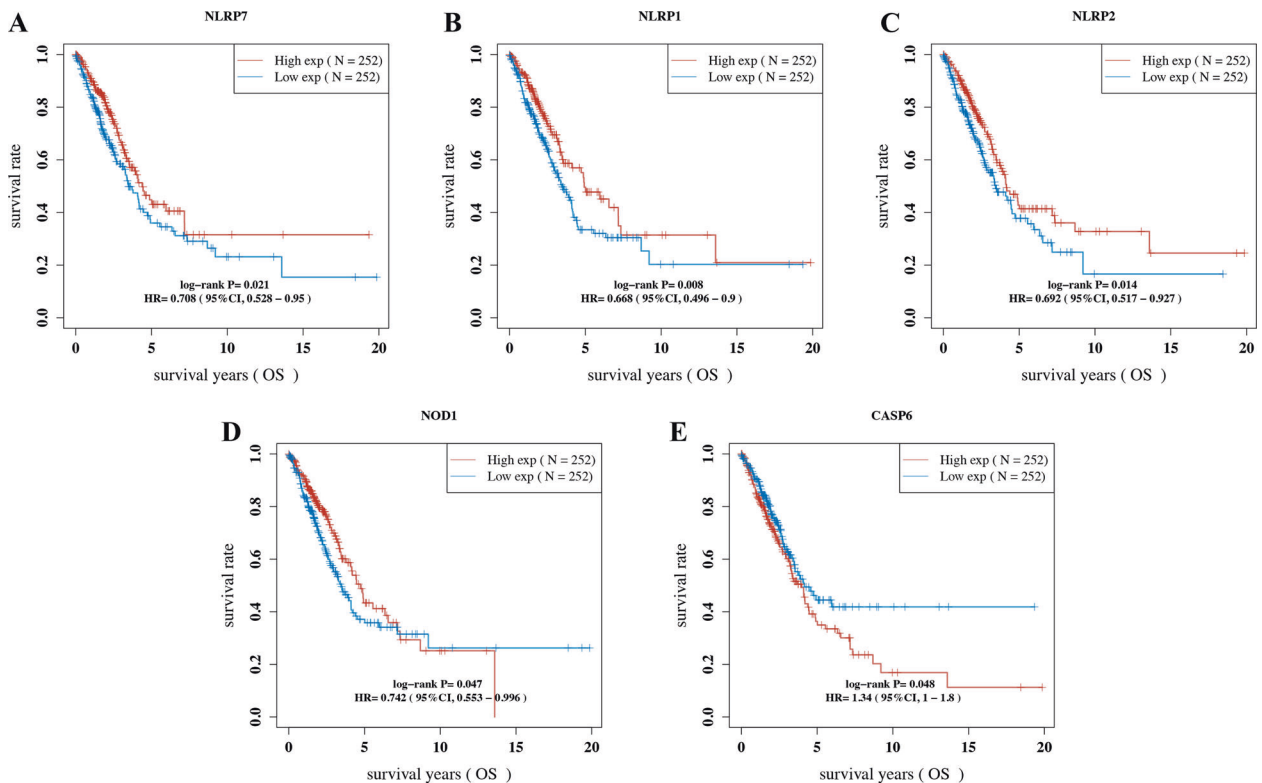 A
NLRP7
High exp ( N = 252)
Low exp ( N = 252)
survival rate
1.0
0.8
0.6
0.4
0.2
0.0
log−rank P= 0.021
HR= 0.708 ( 95%CI, 0.528 − 0.95 )
0 5 10 15 20
survival years ( OS )
B
NLRP1
High exp ( N = 252)
Low exp ( N = 252)
survival rate
1.0
0.8
0.6
0.4
0.2
0.0
log−rank P= 0.008
HR= 0.668 ( 95%CI, 0.496 − 0.9 )
0 5 10 15 20
survival years ( OS )
C
NLRP2
High exp ( N = 252)
Low exp ( N = 252)
survival rate
1.0
0.8
0.6
0.4
0.2
0.0
log−rank P= 0.014
HR= 0.692 ( 95%CI, 0.517 − 0.927 )
0 5 10 15 20
survival years ( OS )
D
NOD1
High exp ( N = 252)
Low exp ( N = 252)
survival rate
1.0
0.8
0.6
0.4
0.2
0.0
log−rank P= 0.047
HR= 0.742 ( 95%CI, 0.553 − 0.996 )
0 5 10 15 20
survival years ( OS )
E
CASP6
High exp ( N = 252)
Low exp ( N = 252)
survival rate
1.0
0.8
0.6
0.4
0.2
0.0
log−rank P= 0.048
HR= 1.34 ( 95%CI, 1 − 1.8 )
0 5 10 15 20
survival years ( OS )